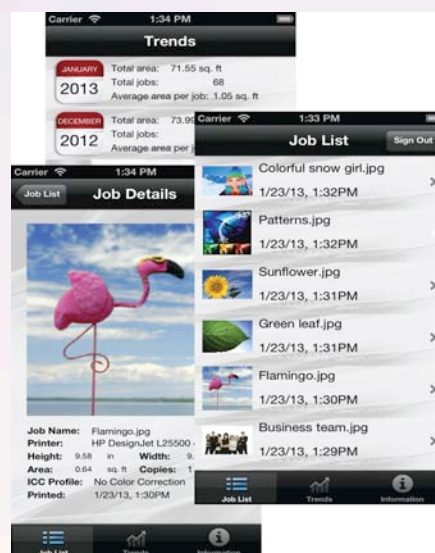 Carrier 1:34 PM
Trends
JANUARY
2013
Total area: 71.55 sq. ft
Total jobs: 68
Average area per job: 1.05 sq. ft
DECEMBER
2012
Total area: 73.99
Total jobs:
Average area per
Carrier 1:33 PM
Job List Sign Out
Colorful snow girl.jpg
1/23/13, 1:32PM
Patterns.jpg
1/23/13, 1:32PM
Sunflower.jpg
1/23/13, 1:31PM
Green leaf.jpg
1/23/13, 1:31PM
Flamingo.jpg
1/23/13, 1:30PM
Business team.jpg
1/23/13, 1:29PM
Job List Trends Information
Carrier 1:34 PM
Job List Job Details
Job Name: Flamingo.jpg
Printer: HP DesignJet L25500
Height: 9.58 in Width: 9.
Area: 0.64 sq. ft Copies: 1
ICC Profile: No Color Correction
Printed: 1/23/13, 1:30PM
Job List Trends Information